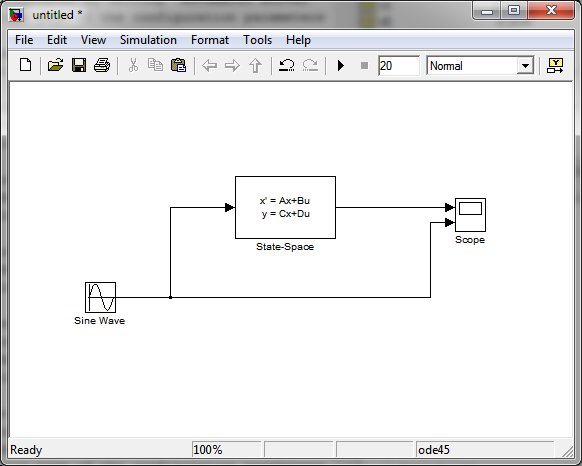 untitled *
File Edit View Simulation Format Tools Help
20 Normal
x' = Ax+Bu
y = Cx+Du
State-Space
Scope
Sine Wave
Ready 100% ode45